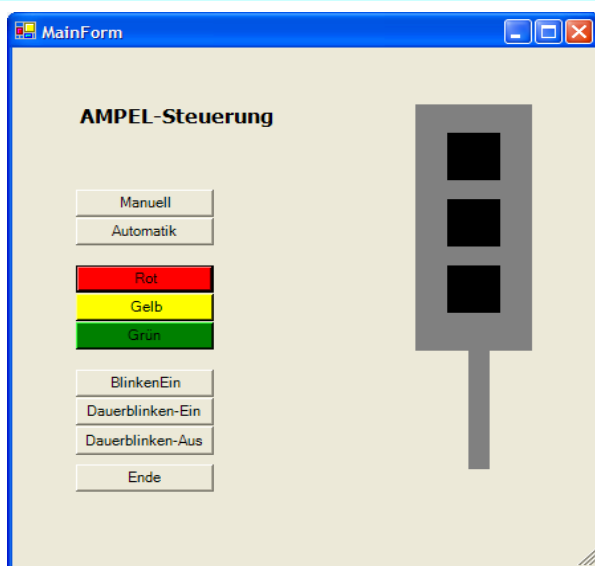 MainForm
AMPEL-Steuerung
Manuell
Automatik
Rot
Gelb
Grün
BlinkenEin
Dauerblinken-Ein
Dauerblinken-Aus
Ende